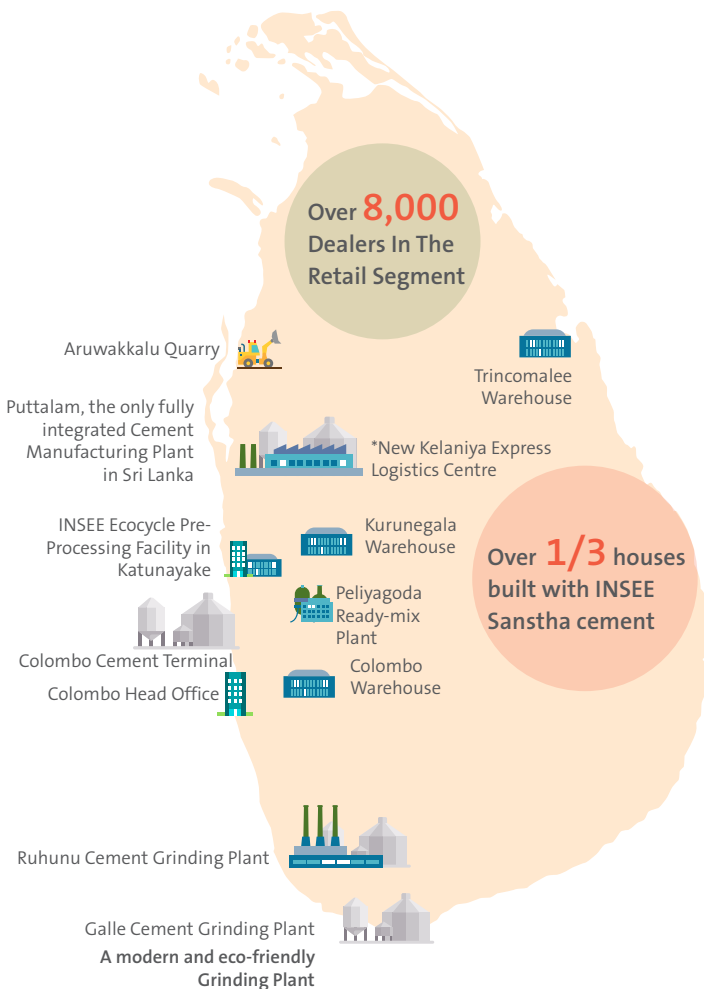 Over 8,000
Dealers In The
Retail Segment
Aruwakkalu Quarry
Trincomalee
Warehouse
Puttalam, the only fully
integrated Cement
Manufacturing Plant
in Sri Lanka
*New Kelaniya Express
Logistics Centre
INSEE Ecocycle Pre-
Processing Facility in
Katunayake
Kurunegala
Warehouse
Over 1/3 houses
built with INSEE
Sanstha cement
Peliyagoda
Ready-mix
Plant
Colombo Cement Terminal
Colombo
Warehouse
Colombo Head Office
Ruhunu Cement Grinding Plant
Galle Cement Grinding Plant
A modern and eco-friendly
Grinding Plant